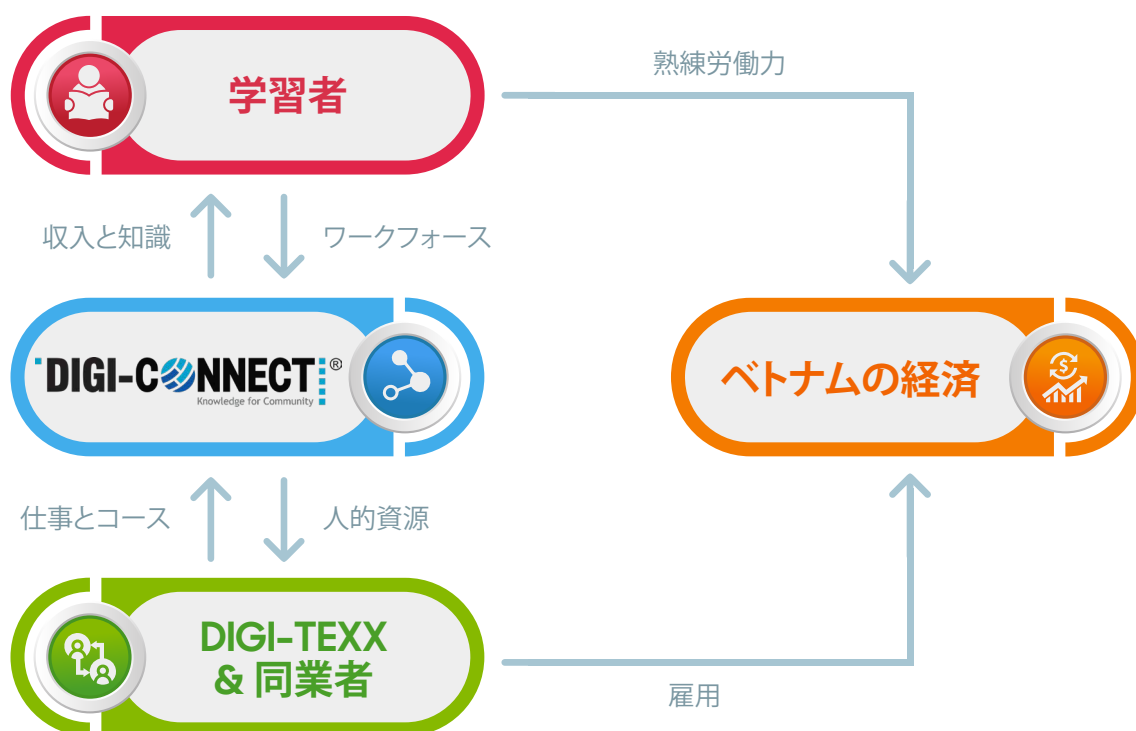 学習者
熟練労働力
収入と知識
ワークフォース
DIGI-CONNECT®
Knowledge for Community
ベトナムの経済
仕事とコース
人的資源
DIGI-TEXX
& 同業者
雇用